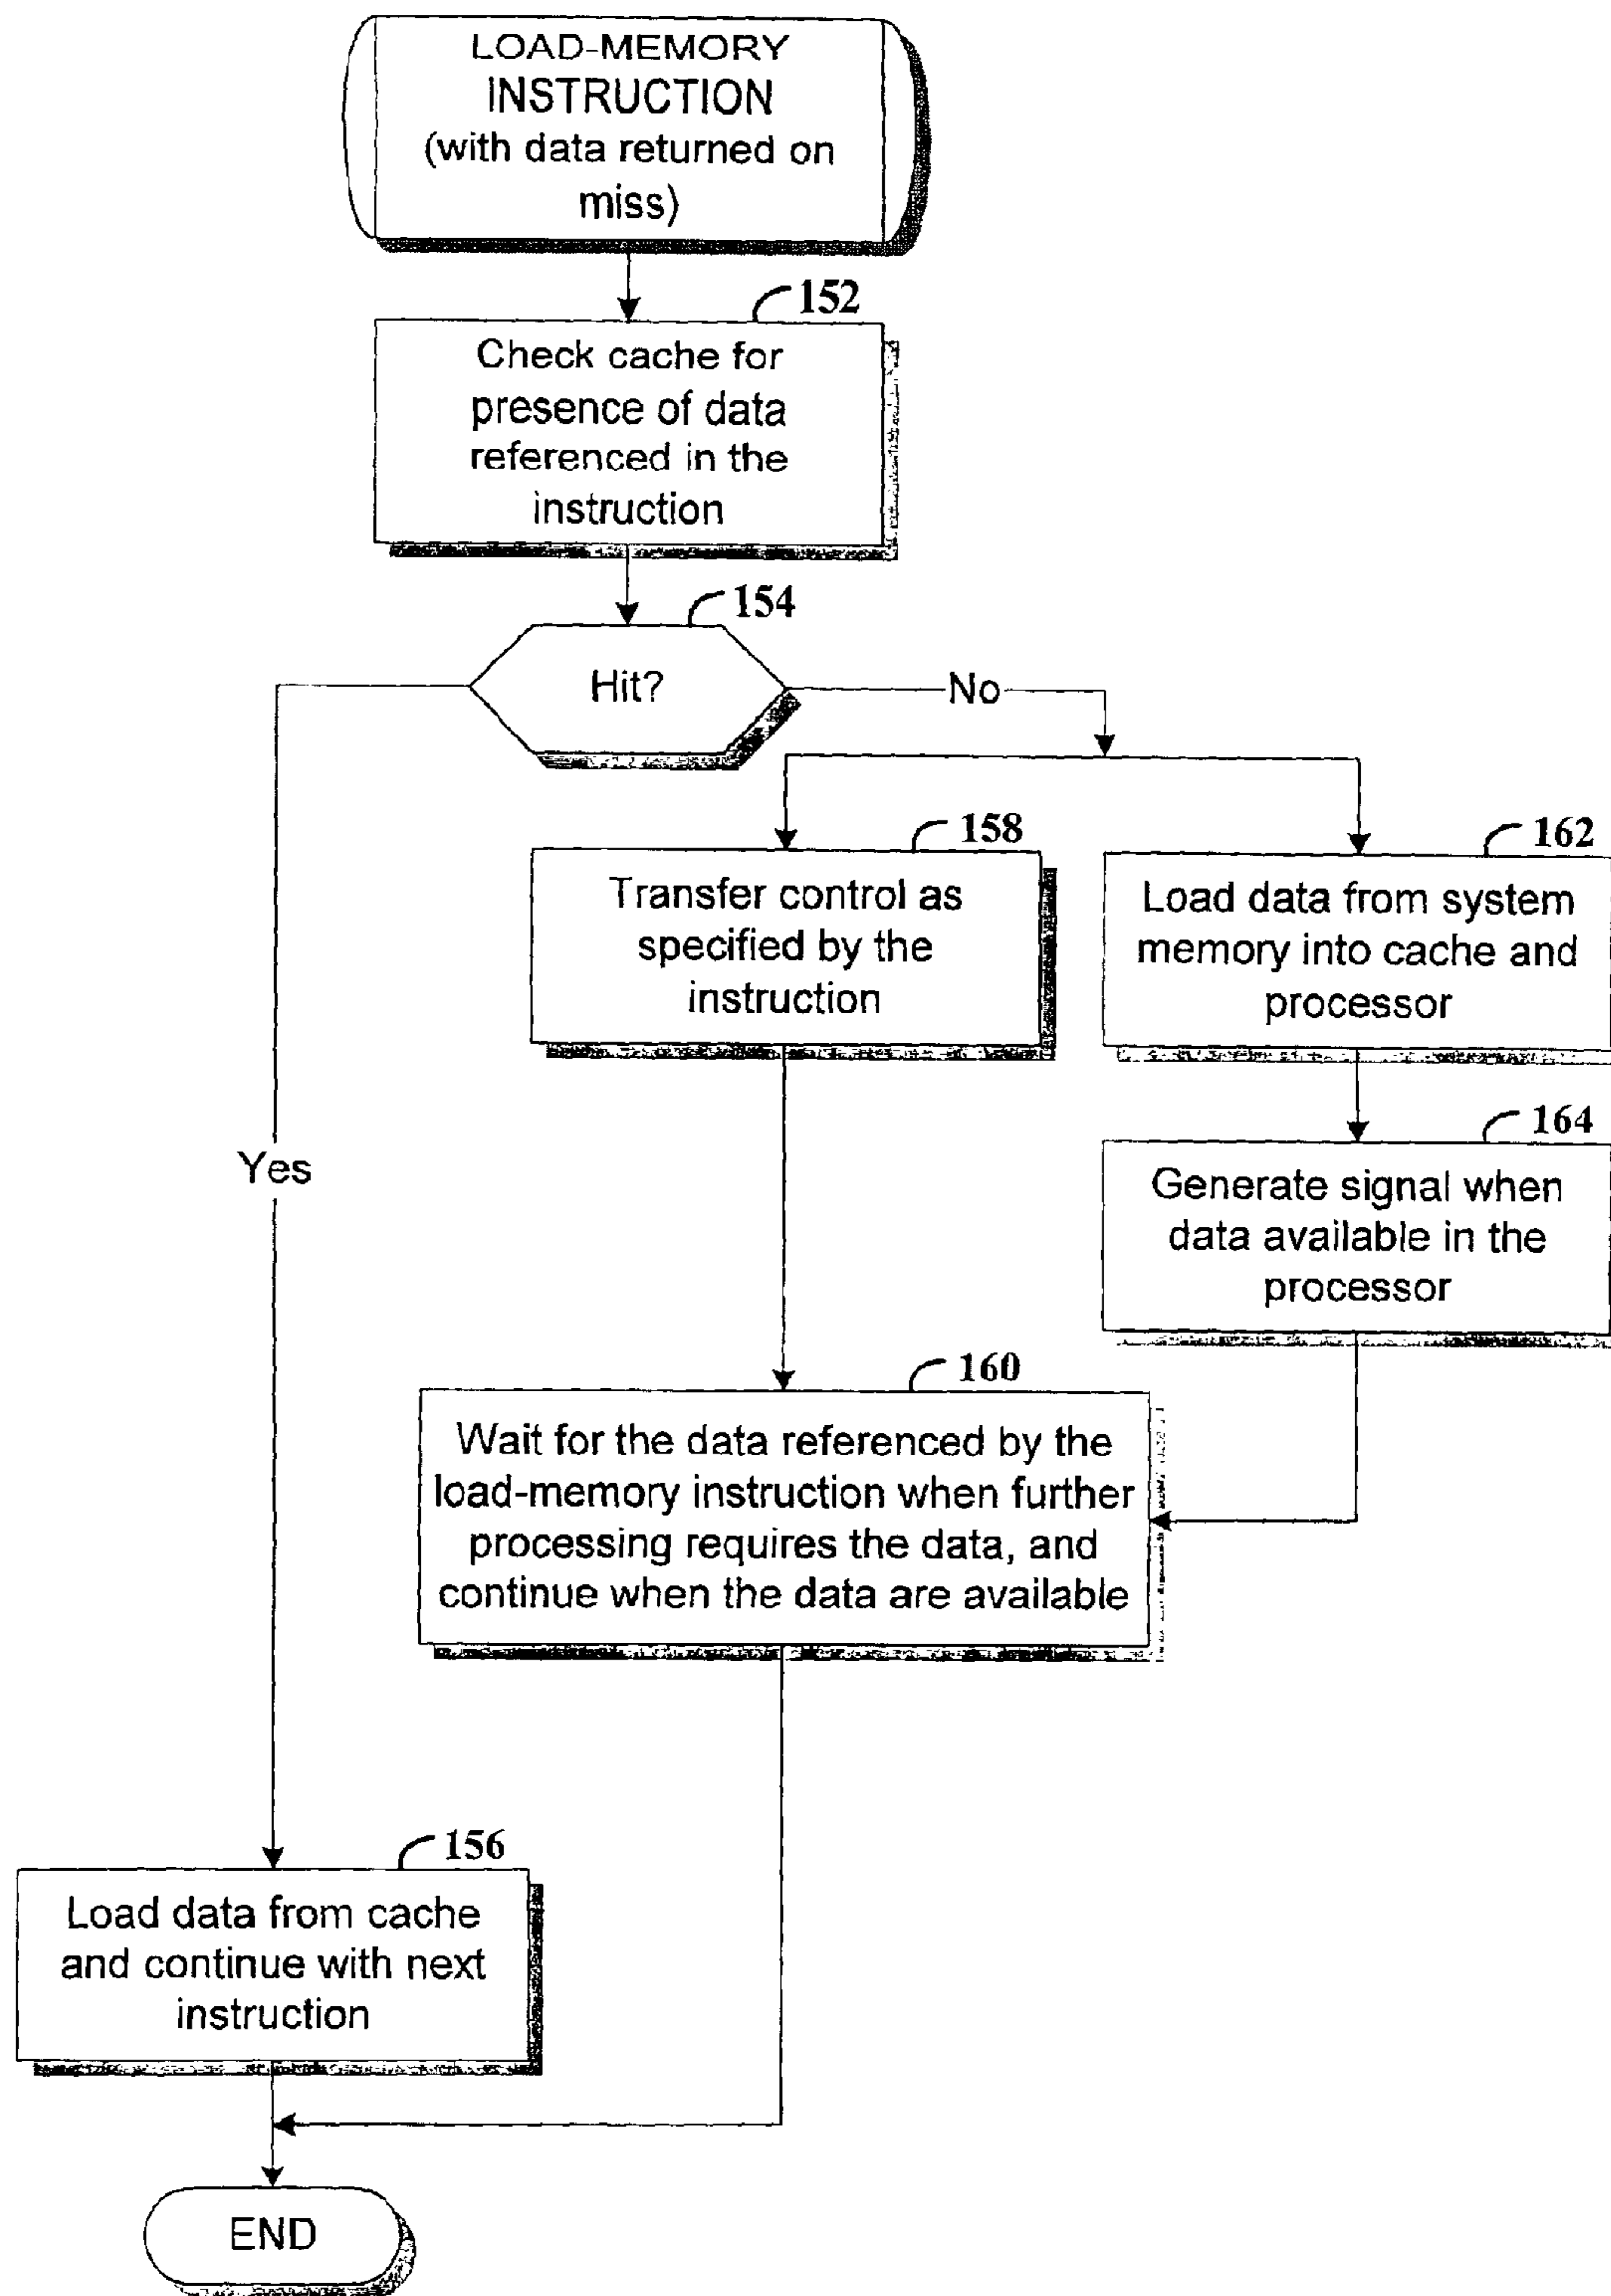 LOAD-MEMORY
INSTRUCTION
(with data returned on
miss)
152
Check cache for
presence of data
referenced in the
instruction
154
Hit?
No
158
Transfer control as
specified by the
instruction
162
Load data from system
memory into cache and
processor
164
Generate signal when
data available in the
processor
Yes
160
Wait for the data referenced by the
load-memory instruction when further
processing requires the data, and
continue when the data are available
156
Load data from cache
and continue with next
instruction
END